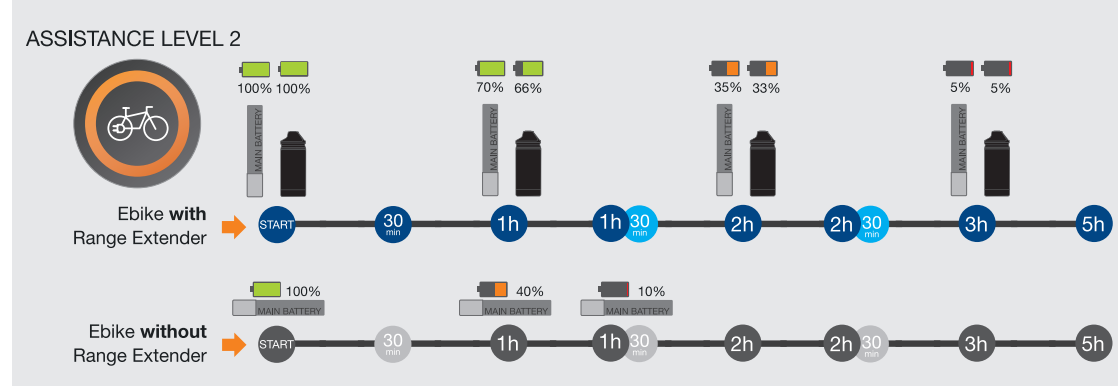 ASSISTANCE LEVEL 2
100% 100%
70% 66%
35% 33%
5% 5%
MAIN BATTERY
MAIN BATTERY
MAIN BATTERY
MAIN BATTERY
Ebike with
Range Extender
START
30
min
1h
1h 30
min
2h
2h 30
min
3h
5h
100%
40%
10%
MAIN BATTERY
MAIN BATTERY
MAIN BATTERY
Ebike without
Range Extender
START
30
min
1h
1h 30
min
2h
2h 30
min
3h
5h